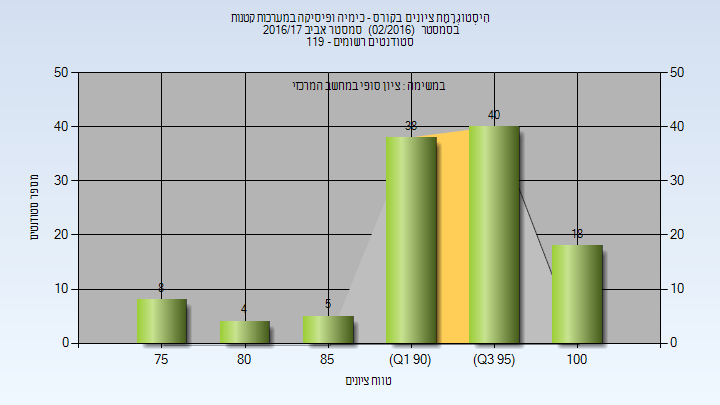 היסטוגרמת ציונים בקורס - כימיה ופיסיקה במערכות קטנות
בסמסטר (02/2016) סמסטר אביב 2016/17
סטודנטים רשומים - 119
במשימה : ציון סופי במחשב המרכזי
50 50
40 40
30 30
20 20
10 10
0 0
8 4 5 38 40 18
מספר סטודנטים
75 80 85 (Q1 90) (Q3 95) 100
טווח ציונים